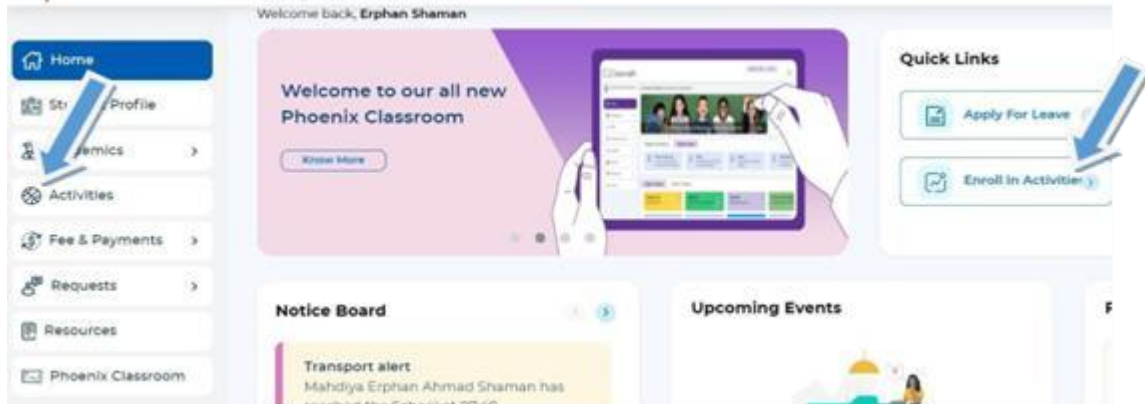 Welcome back, Erphan Shaman
Home
Profile
Activities
Fee & Payments
Requests
Resources
Phoenix Classroom
Welcome to our all new
Phoenix Classroom
Know More
Quick Links
Apply For Leave
Enroll In Activities
Notice Board
Transport alert
Mahdiya Erphan Ahmad Shaman has
Upcoming Events